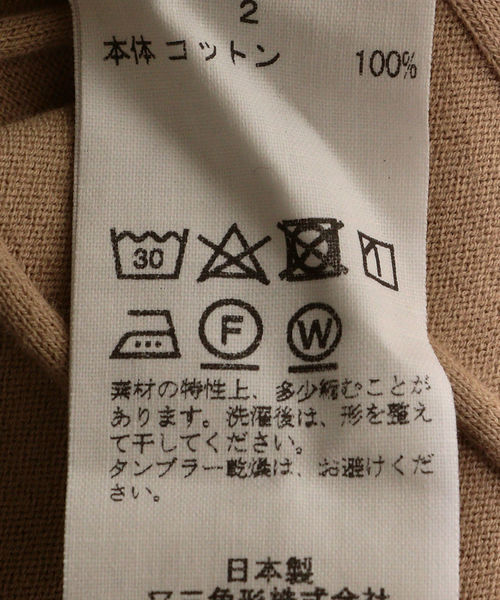 2
本体 コットン 100%
30
F W
素材の特性上、多少縮むことが
あります。洗濯後は、形を整え
て干してください。
タンブラー乾燥は、お避けくだ
さい。
日本製